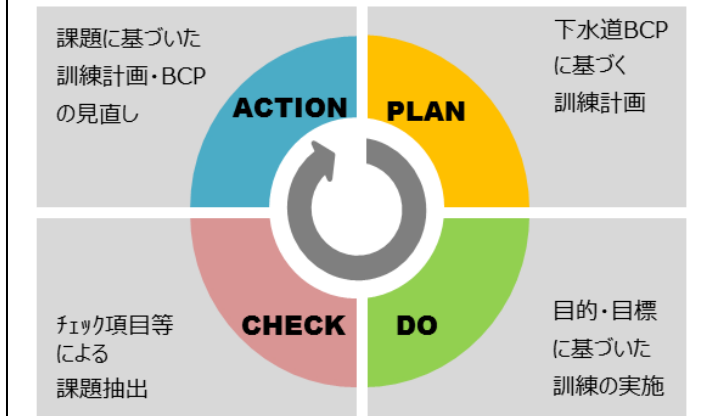 課題に基づいた
訓練計画・BCP
の見直し
ACTION
PLAN
下水道BCP
に基づく
訓練計画
ﾁｪｯｸ項目等
による
課題抽出
CHECK
DO
目的・目標
に基づいた
訓練の実施